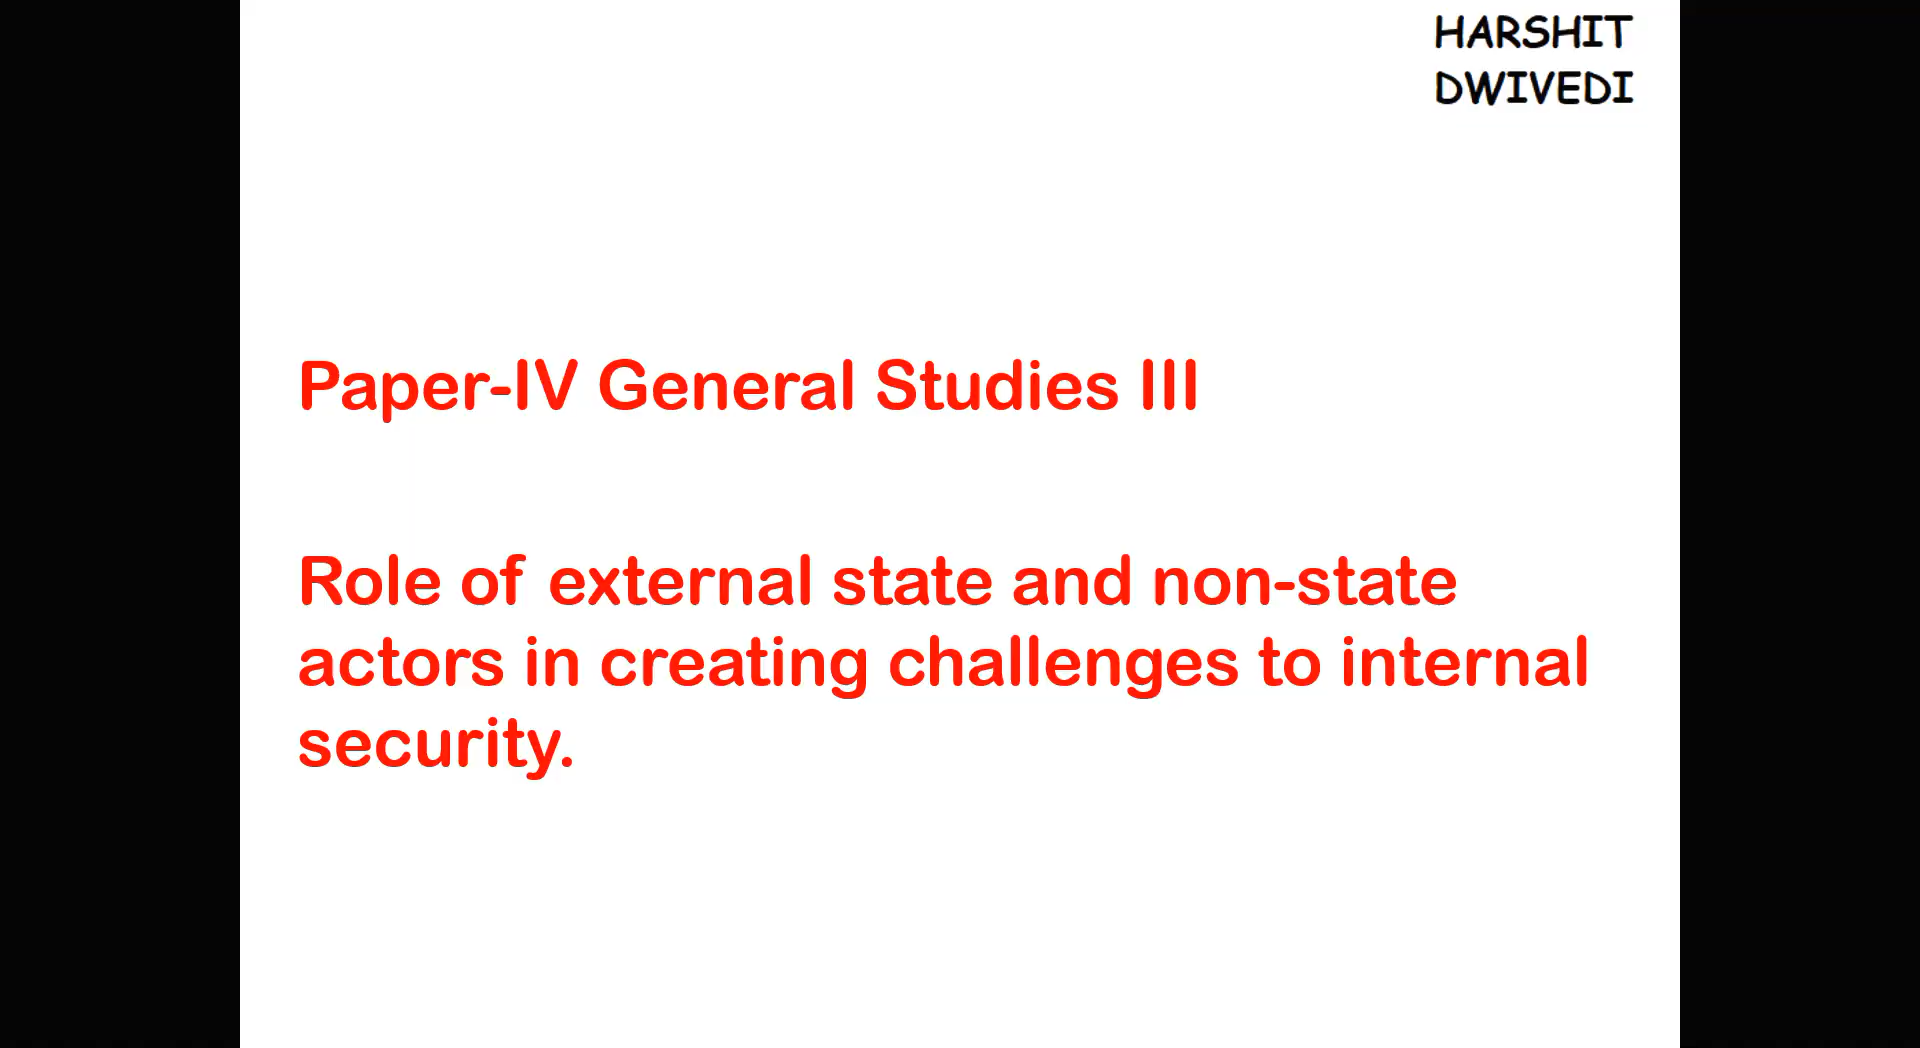 HARSHIT
DWIVEDI
Paper-IV General Studies III
Role of external state and non-state
actors in creating challenges to internal
security.